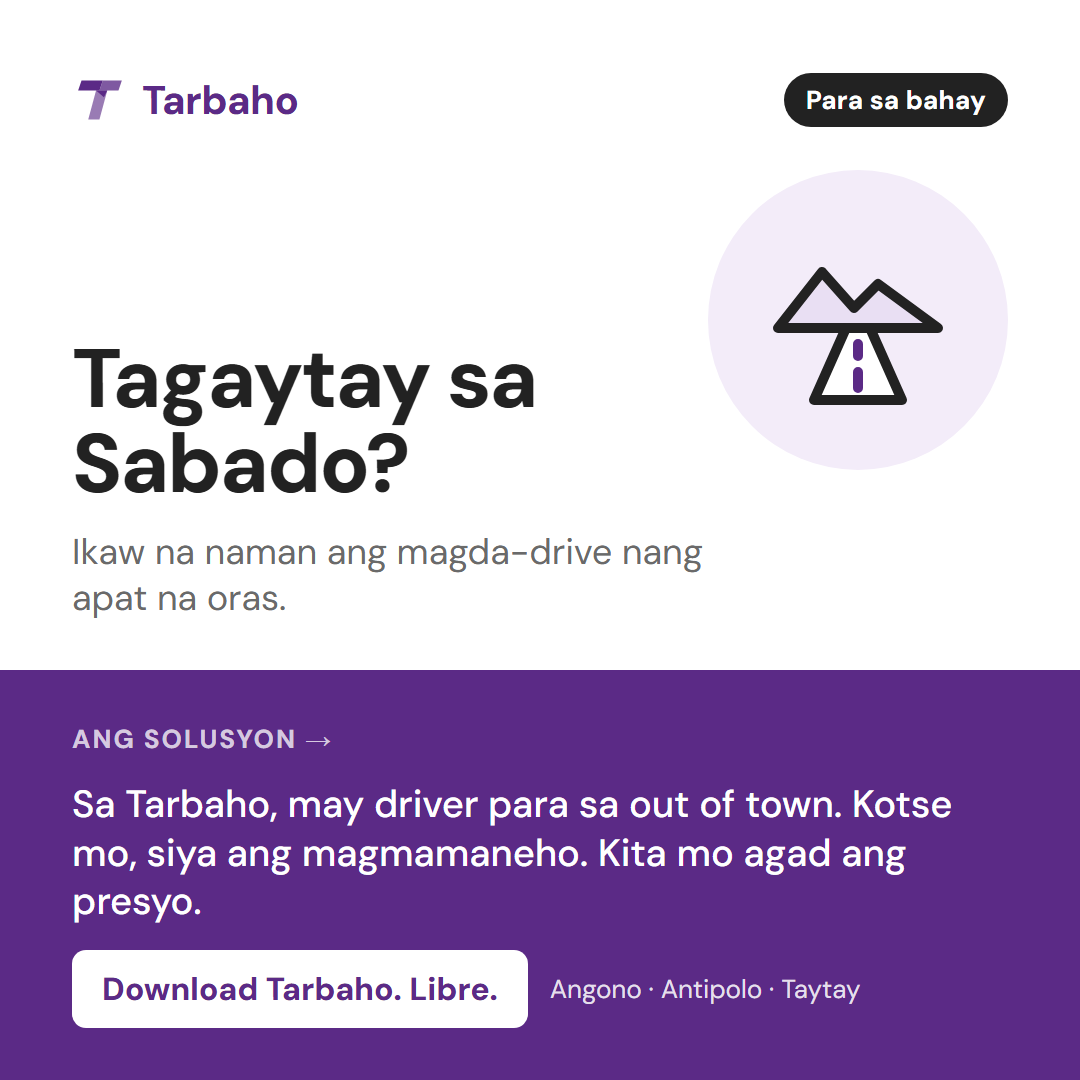 Tarbaho
Para sa bahay
Tagaytay sa
Sabado?
Ikaw na naman ang magda-drive nang
apat na oras.
ANG SOLUSYON →
Sa Tarbaho, may driver para sa out of town. Kotse
mo, siya ang magmamaneho. Kita mo agad ang
presyo.
Download Tarbaho. Libre.
Angono · Antipolo · Taytay